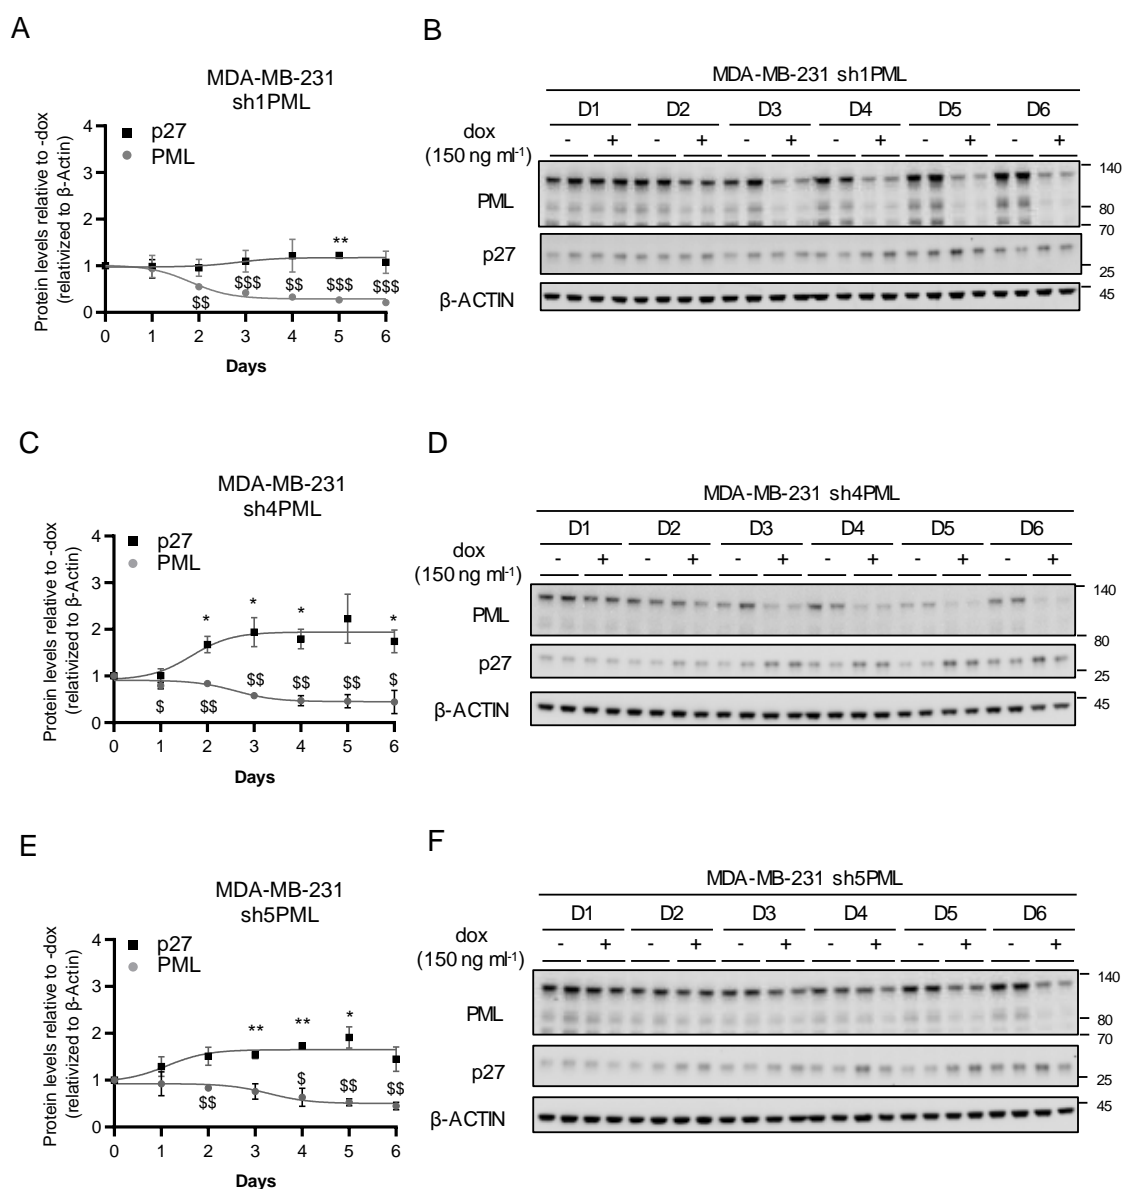 A
MDA-MB-231
sh1PML
Protein levels relative to -dox
(relativized to β-Actin)
p27
PML
4
3
2
1
0
**
$$ $$$ $$ $$$ $$$
0 1 2 3 4 5 6
Days
B
MDA-MB-231 sh1PML
D1 D2 D3 D4 D5 D6
dox
(150 ng ml-1)
- + - + - + - + - + - +
PML
140
80
70
p27
25
β-ACTIN
45
C
MDA-MB-231
sh4PML
Protein levels relative to -dox
(relativized to β-Actin)
p27
PML
4
3
2
1
0
* * * *
$ $$ $$ $$ $$ $
0 1 2 3 4 5 6
Days
D
MDA-MB-231 sh4PML
D1 D2 D3 D4 D5 D6
dox
(150 ng ml-1)
- + - + - + - + - + - +
PML
140
80
p27
25
β-ACTIN
45
E
MDA-MB-231
sh5PML
Protein levels relative to -dox
(relativized to β-Actin)
p27
PML
4
3
2
1
0
** ** *
$$ $ $$ $$
0 1 2 3 4 5 6
Days
F
MDA-MB-231 sh5PML
D1 D2 D3 D4 D5 D6
dox
(150 ng ml-1)
- + - + - + - + - + - +
PML
140
80
70
p27
25
β-ACTIN
45